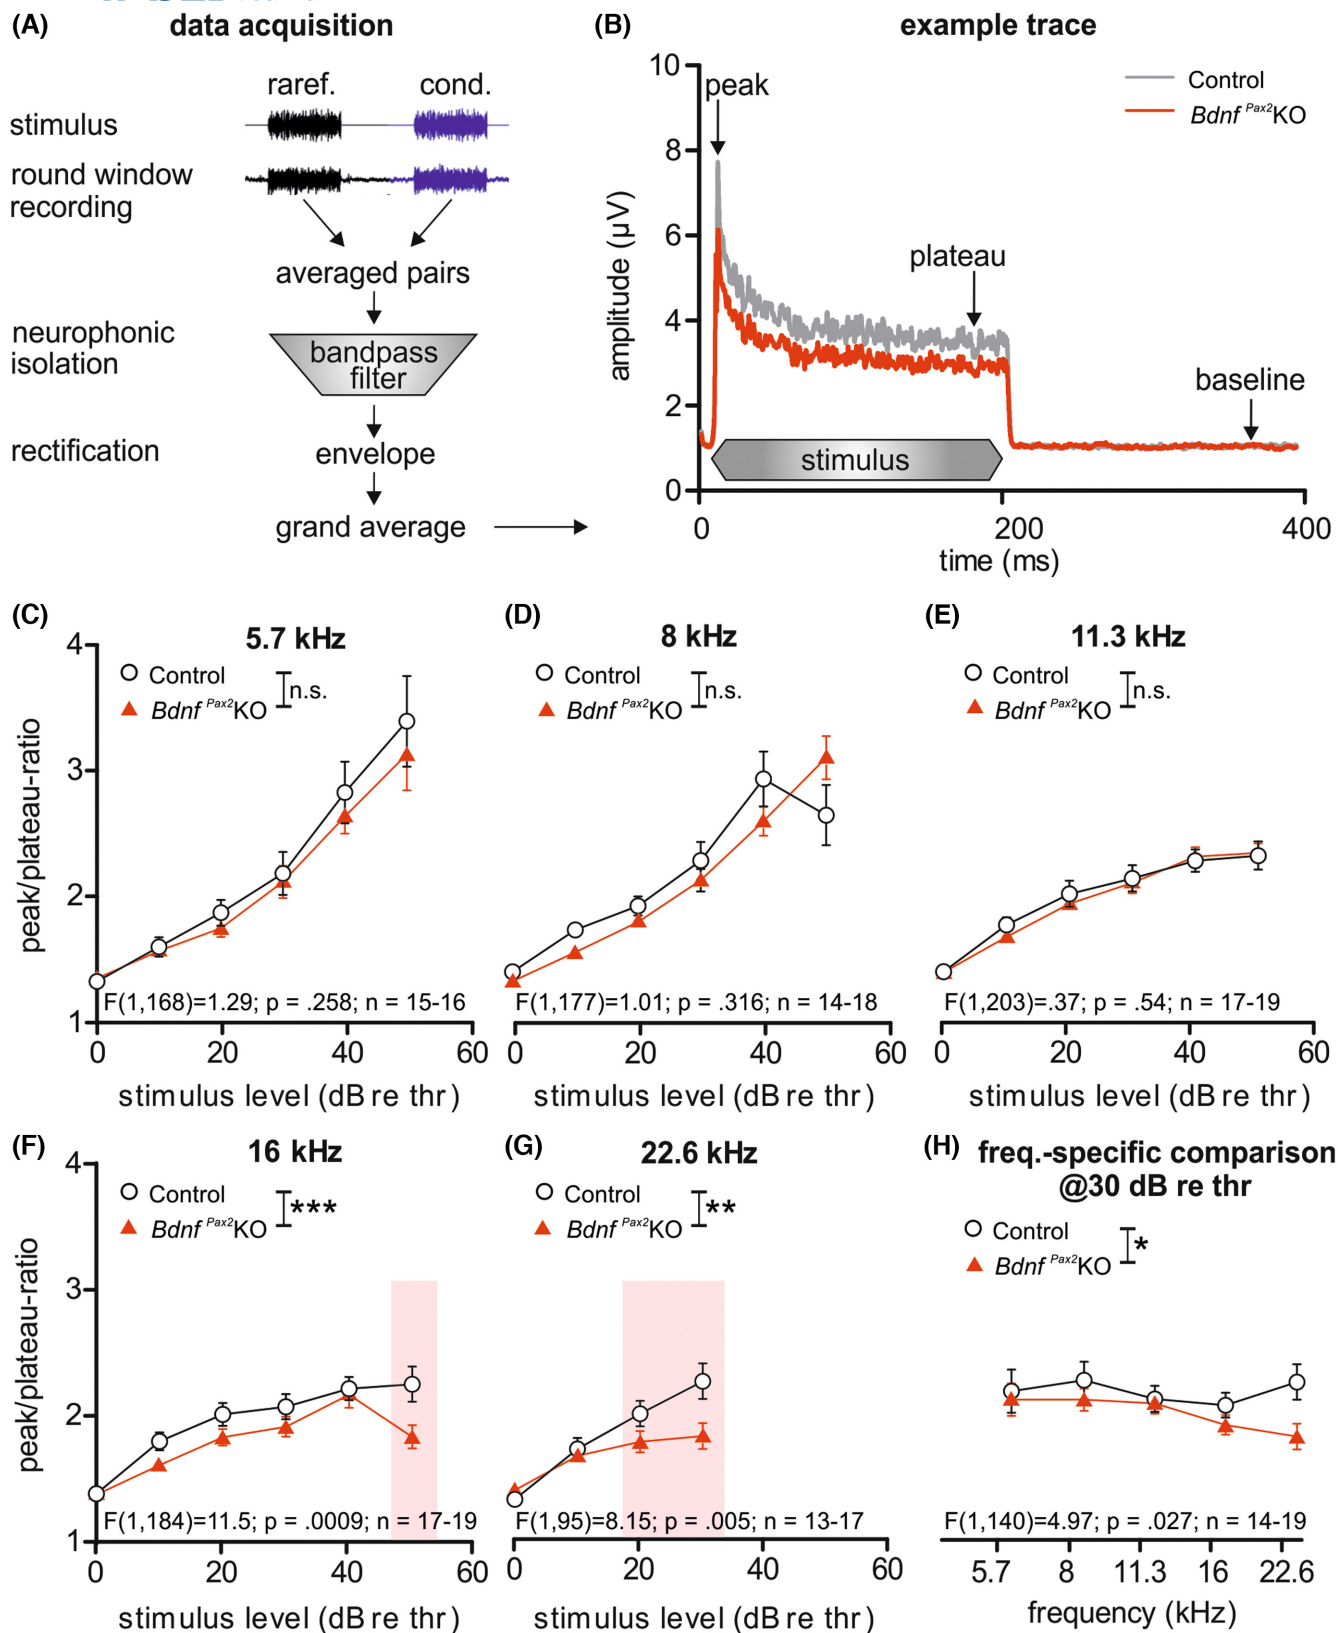 (A)
data acquisition
raref.
cond.
stimulus
round window
recording
averaged pairs
neurophonic
isolation
bandpass
filter
rectification
envelope
grand average
(B)
example trace
Control
Bdnf Pax2KO
peak
plateau
baseline
stimulus
amplitude (µV)
10
8
6
4
2
0
0
200
400
time (ms)
(C)
5.7 kHz
Control
Bdnf Pax2KO
n.s.
peak/plateau-ratio
4
3
2
1
F(1,168)=1.29; p = .258; n = 15-16
0
20
40
60
stimulus level (dB re thr)
(D)
8 kHz
Control
Bdnf Pax2KO
n.s.
F(1,177)=1.01; p = .316; n = 14-18
0
20
40
60
stimulus level (dB re thr)
(E)
11.3 kHz
Control
Bdnf Pax2KO
n.s.
F(1,203)=.37; p = .54; n = 17-19
0
20
40
60
stimulus level (dB re thr)
(F)
16 kHz
Control
Bdnf Pax2KO
***
peak/plateau-ratio
4
3
2
1
F(1,184)=11.5; p = .0009; n = 17-19
0
20
40
60
stimulus level (dB re thr)
(G)
22.6 kHz
Control
Bdnf Pax2KO
**
F(1,95)=8.15; p = .005; n = 13-17
0
20
40
60
stimulus level (dB re thr)
(H)
freq.-specific comparison
@30 dB re thr
Control
Bdnf Pax2KO
*
F(1,140)=4.97; p = .027; n = 14-19
5.7
8
11.3
16
22.6
frequency (kHz)